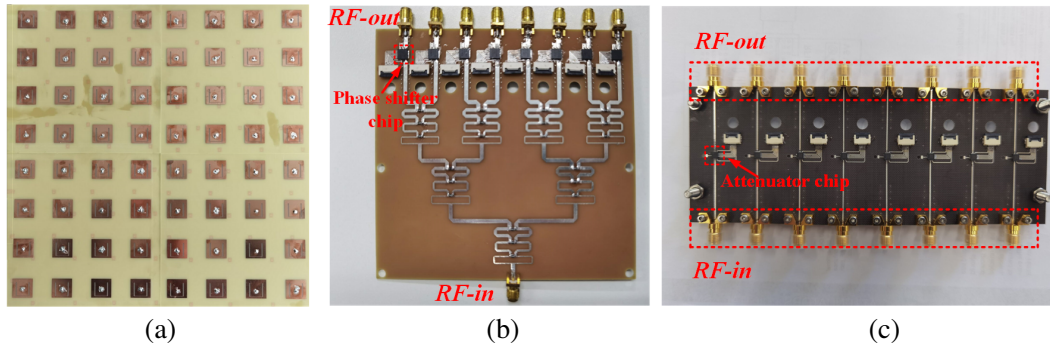 RF-out
Phase shifter
chip
RF-in
RF-out
Attenuator chip
RF-in
(a)
(b)
(c)